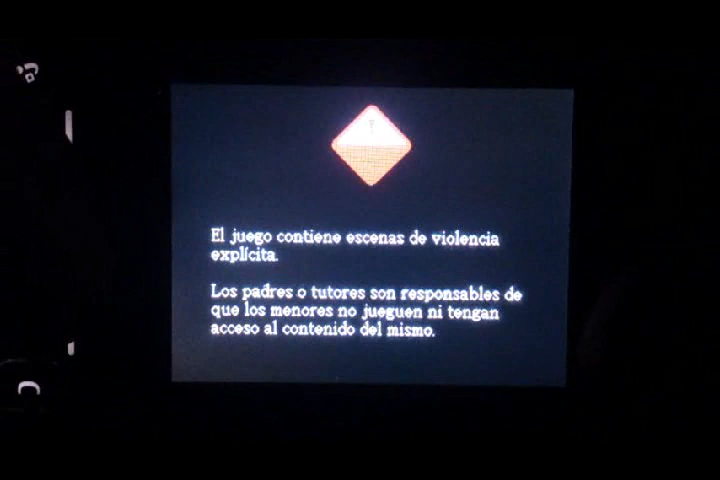 El juego contiene escenas de violencia
explícita.
Los padres o tutores son responsables de
que los menores no jueguen ni tengan
acceso al contenido del mismo.